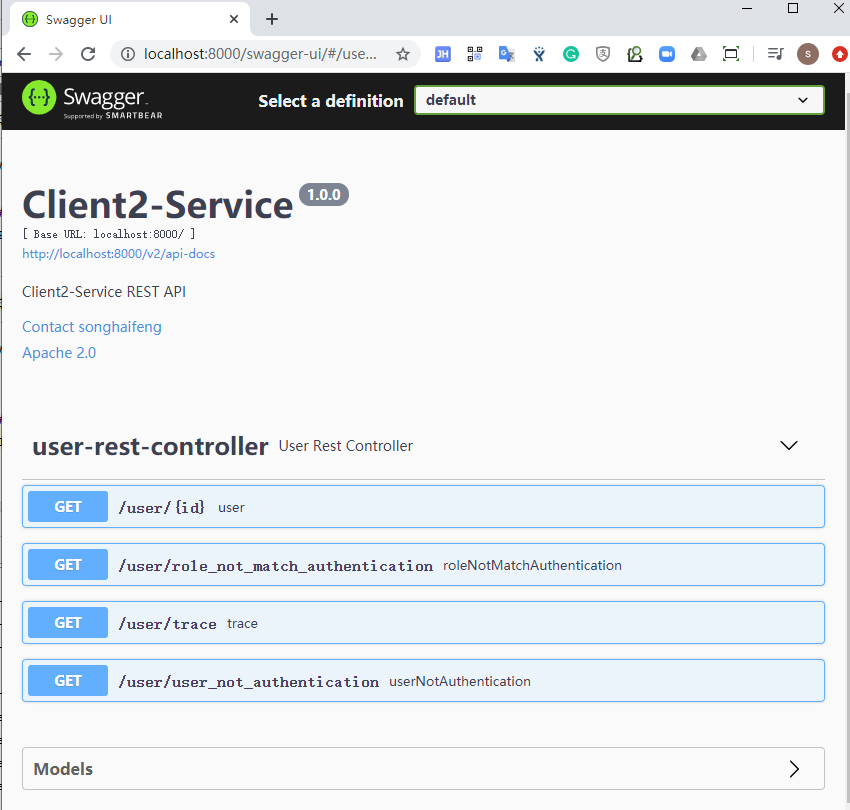 Swagger UI
localhost:8000/swagger-ui/#/use...
JH
S
Swagger
Supported by SMARTBEAR
Select a definition
default
Client2-Service 1.0.0
[ Base URL: localhost:8000/ ]
http://localhost:8000/v2/api-docs
Client2-Service REST API
Contact songhaifeng
Apache 2.0
user-rest-controller User Rest Controller
GET /user/{id} user
GET /user/role_not_match_authentication roleNotMatchAuthentication
GET /user/trace trace
GET /user/user_not_authentication userNotAuthentication
Models